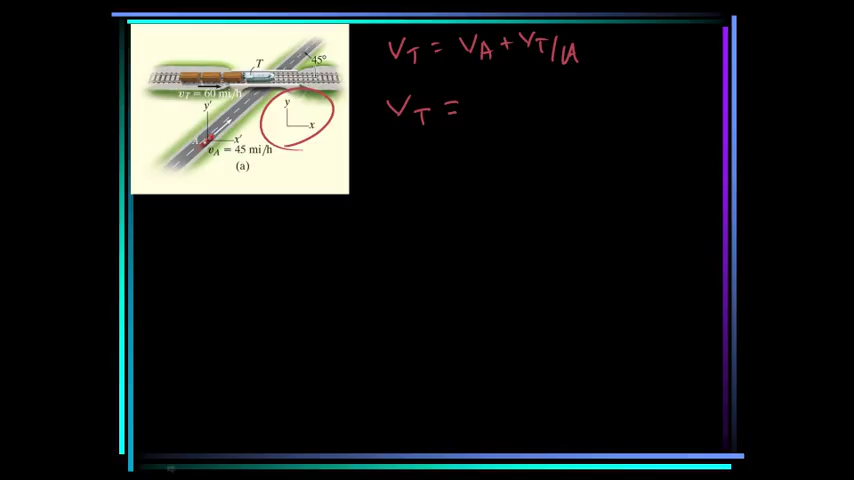 T
45°
v_T = 60 mi/h
y'
y
x
A
x'
v_A = 45 mi/h
(a)
V_T = V_A + V_T/A
V_T =